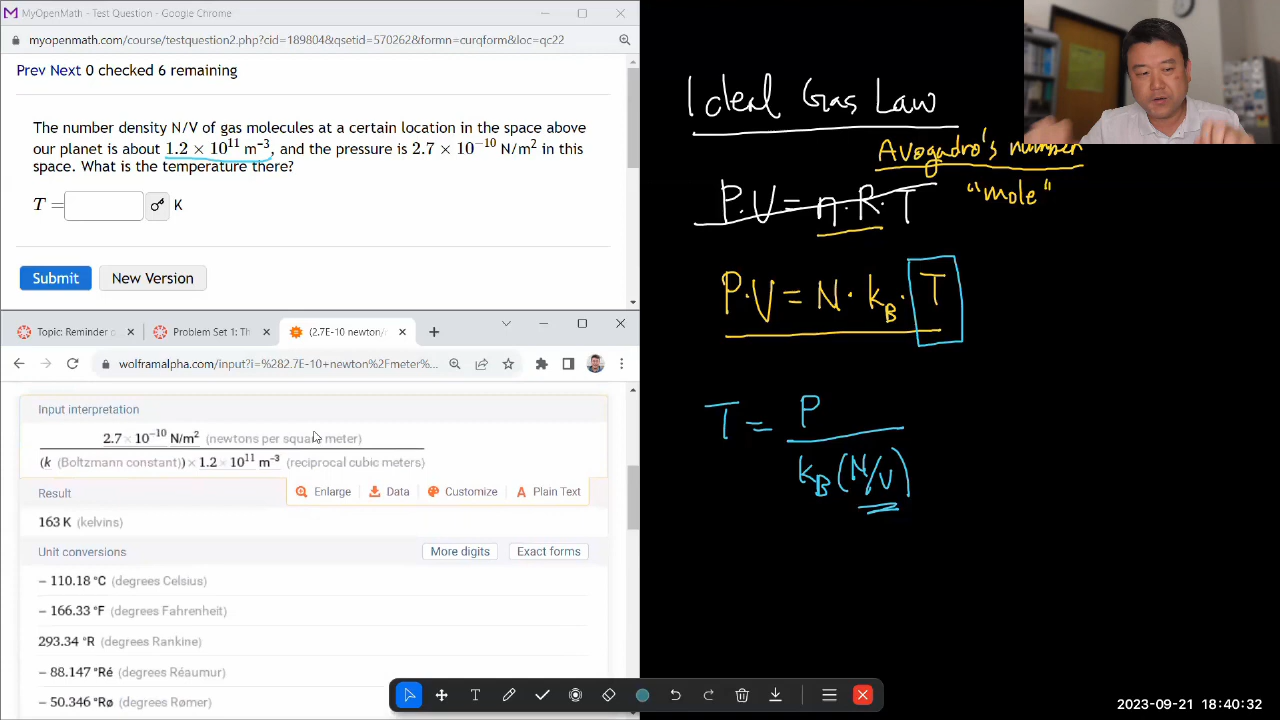 MyOpenMath - Test Question - Google Chrome
myopenmath.com/course/testquestion2.php?cid=189804&qsetid=570262&formn=curqform&loc=qc22
Prev Next 0 checked 6 remaining
The number density N/V of gas molecules at a certain location in the space above
our planet is about 1.2 × 10¹¹ m⁻³, and the pressure is 2.7 × 10⁻¹⁰ N/m² in this
space. What is the temperature there?
T = K
Submit New Version
Topic: Reminder o
Problem Set 1: Th
(2.7E-10 newton/
wolframalpha.com/input?i=%282.7E-10+newton%2Fmeter%...
Input interpretation
2.7 × 10⁻¹⁰ N/m² (newtons per square meter)
(k (Boltzmann constant)) × 1.2 × 10¹¹ m⁻³ (reciprocal cubic meters)
Enlarge Data Customize A Plain Text
Result
163 K (kelvins)
Unit conversions
More digits Exact forms
− 110.18 °C (degrees Celsius)
− 166.33 °F (degrees Fahrenheit)
293.34 °R (degrees Rankine)
− 88.147 °Ré (degrees Réaumur)
− 50.346 °Rø (degrees Rømer)
Ideal Gas Law
Avogadro's number
"mole"
P·V = n·R·T
P·V = N·k_B·T
T = P
k_B (N/V)
T
2023-09-21 18:40:32